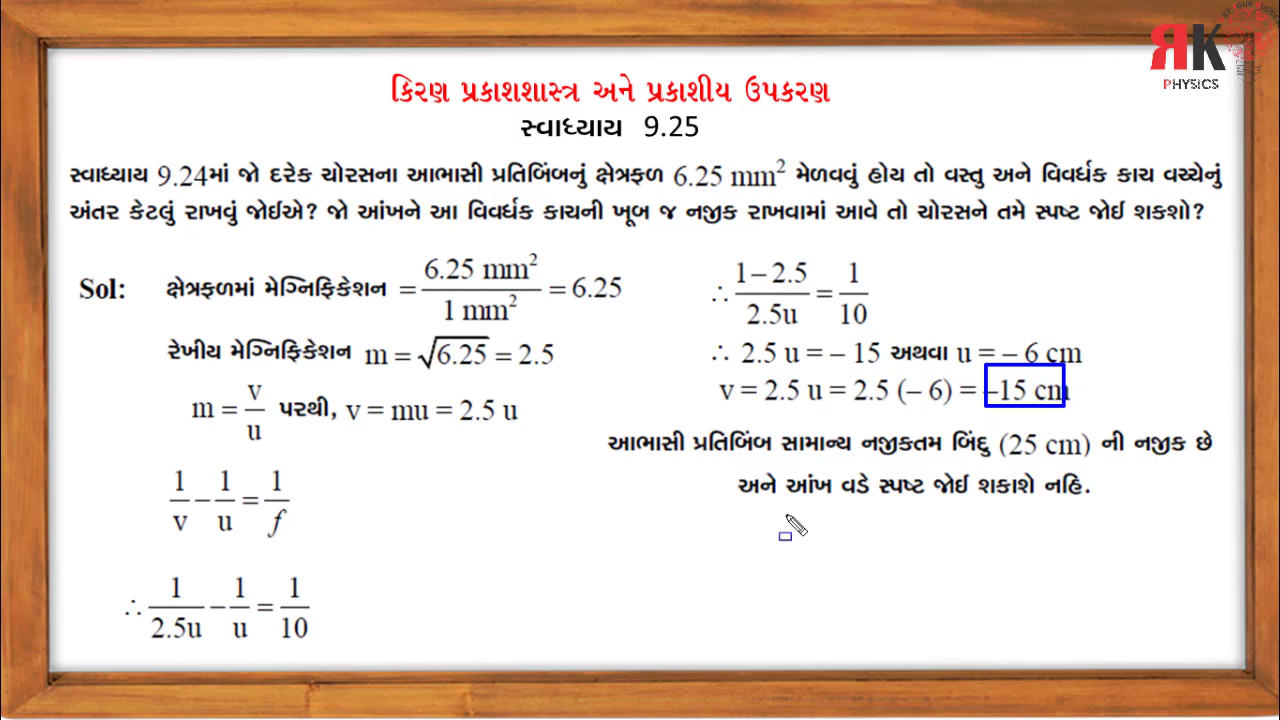 ЯK
PHYSICS
કિરણ પ્રકાશશાસ્ત્ર અને પ્રકાશીય ઉપકરણ
સ્વાધ્યાય 9.25
સ્વાધ્યાય 9.24માં જો દરેક ચોરસના આભાસી પ્રતિબિંબનું ક્ષેત્રફળ 6.25 mm² મેળવવું હોય તો વસ્તુ અને વિવર્ધક કાચ વચ્ચેનું
અંતર કેટલું રાખવું જોઈએ? જો આંખને આ વિવર્ધક કાચની ખૂબ જ નજીક રાખવામાં આવે તો ચોરસને તમે સ્પષ્ટ જોઈ શકશો?
Sol: ક્ષેત્રફળમાં મેગ્નિફિકેશન = 6.25 mm² / 1 mm² = 6.25
રેખીય મેગ્નિફિકેશન m = √6.25 = 2.5
m = v/u પરથી, v = mu = 2.5 u
1/v – 1/u = 1/f
∴ 1/2.5u – 1/u = 1/10
∴ 1 – 2.5 / 2.5u = 1/10
∴ 2.5 u = – 15 અથવા u = – 6 cm
v = 2.5 u = 2.5 (– 6) = –15 cm
આભાસી પ્રતિબિંબ સામાન્ય નજીકતમ બિંદુ (25 cm) ની નજીક છે
અને આંખ વડે સ્પષ્ટ જોઈ શકાશે નહિ.